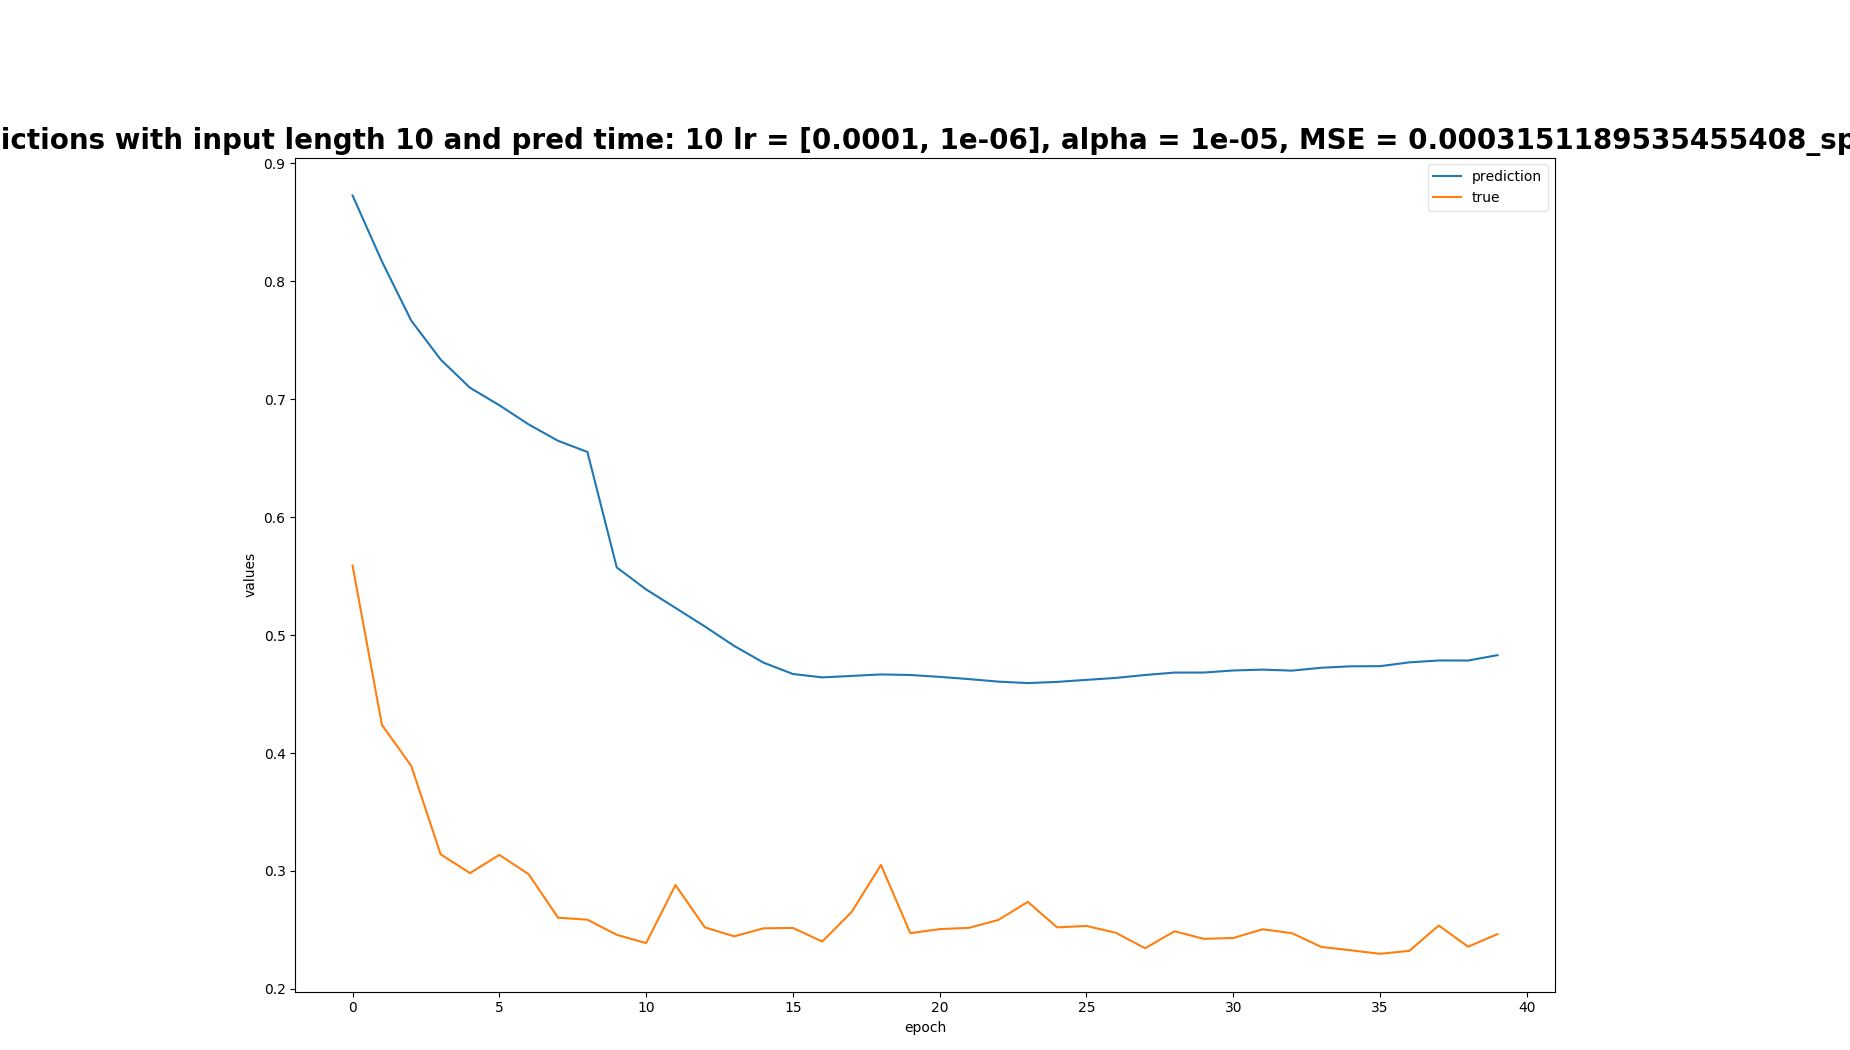 ictions with input length 10 and pred time: 10 lr = [0.0001, 1e-06], alpha = 1e-05, MSE = 0.0003151189535455408_sp
prediction
true
0.9
0.8
0.7
0.6
0.5
0.4
0.3
0.2
values
0 5 10 15 20 25 30 35 40
epoch